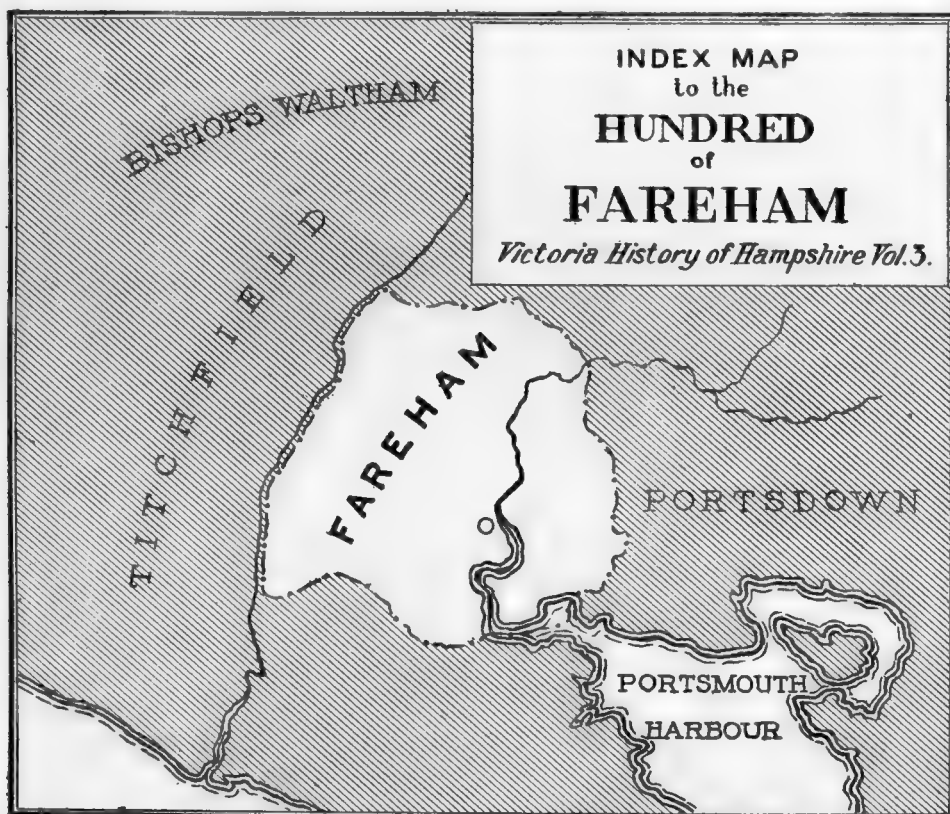 INDEX MAP
to the
HUNDRED
of
FAREHAM
Victoria History of Hampshire Vol.3.
BISHOPS WALTHAM
TITCHFIELD
FAREHAM
PORTSDOWN
PORTSMOUTH
HARBOUR